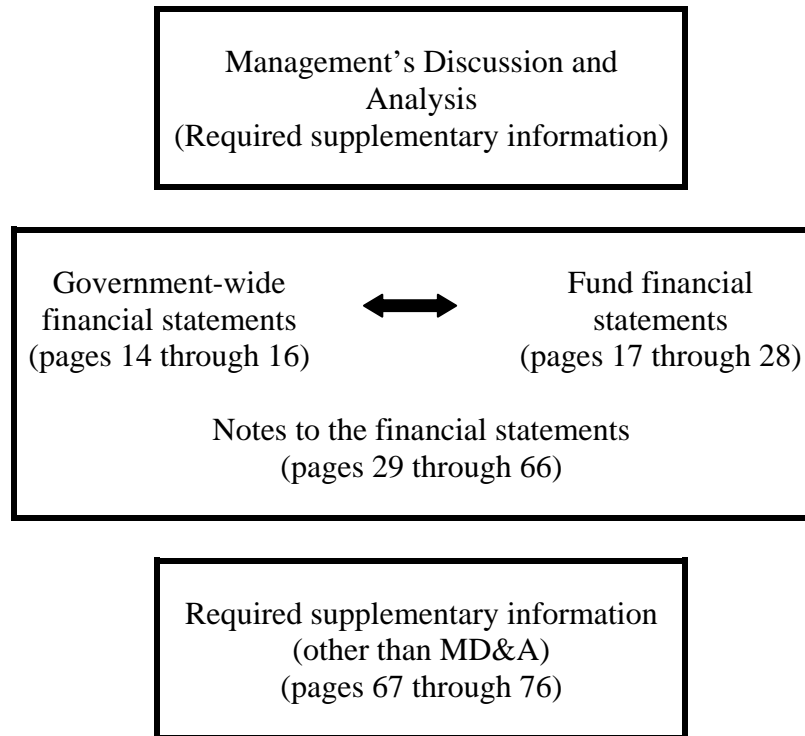 Management’s Discussion and
Analysis
(Required supplementary information)
Government-wide
financial statements
(pages 14 through 16)
Fund financial
statements
(pages 17 through 28)
Notes to the financial statements
(pages 29 through 66)
Required supplementary information
(other than MD&A)
(pages 67 through 76)